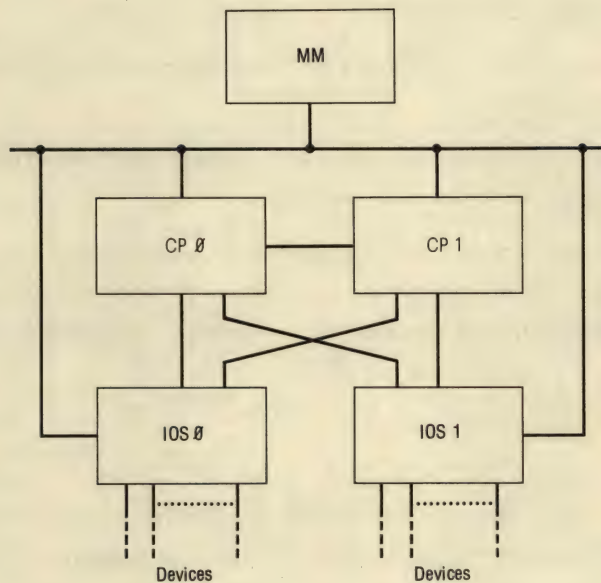 MM
CP Ø
CP 1
IOS Ø
IOS 1
Devices
Devices